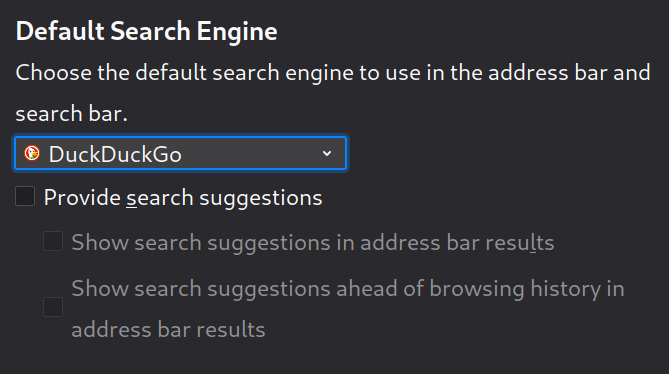 Default Search Engine
Choose the default search engine to use in the address bar and
search bar.
DuckDuckGo
Provide search suggestions
Show search suggestions in address bar results
Show search suggestions ahead of browsing history in
address bar results